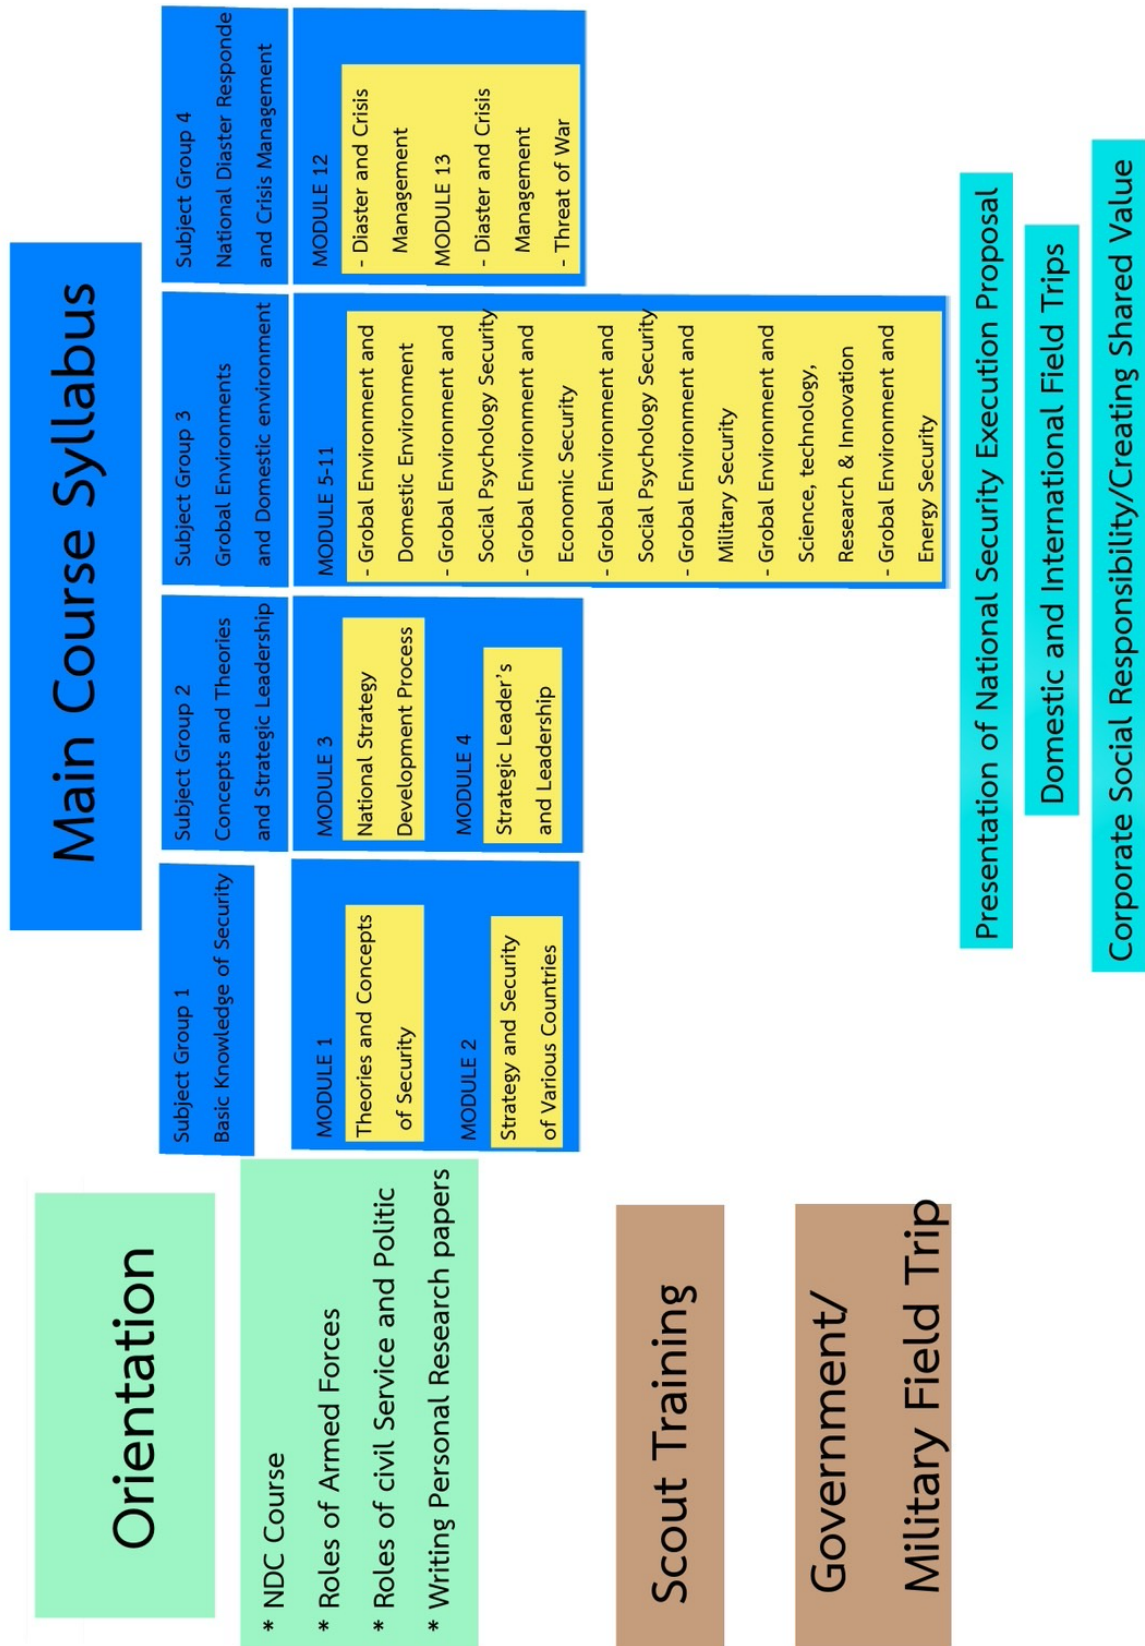 Orientation
* NDC Course
* Roles of Armed Forces
* Roles of civil Service and Politic
* Writing Personal Research papers
Scout Training
Government/
Military Field Trip
Main Course Syllabus
Subject Group 1
Basic Knowledge of Security
MODULE 1
Theories and Concepts
of Security
MODULE 2
Strategy and Security
of Various Countries
Subject Group 2
Concepts and Theories
and Strategic Leadership
MODULE 3
National Strategy
Development Process
MODULE 4
Strategic Leader's
and Leadership
Subject Group 3
Grobal Environments
and Domestic environment
MODULE 5-11
- Grobal Environment and
Domestic Environment
- Grobal Environment and
Social Psychology Security
- Grobal Environment and
Economic Security
- Grobal Environment and
Social Psychology Security
- Grobal Environment and
Military Security
- Grobal Environment and
Science, technology,
Research & Innovation
- Grobal Environment and
Energy Security
Subject Group 4
National Diaster Responde
and Crisis Management
MODULE 12
- Diaster and Crisis
Management
MODULE 13
- Diaster and Crisis
Management
- Threat of War
Presentation of National Security Execution Proposal
Domestic and International Field Trips
Corporate Social Responsibility/Creating Shared Value